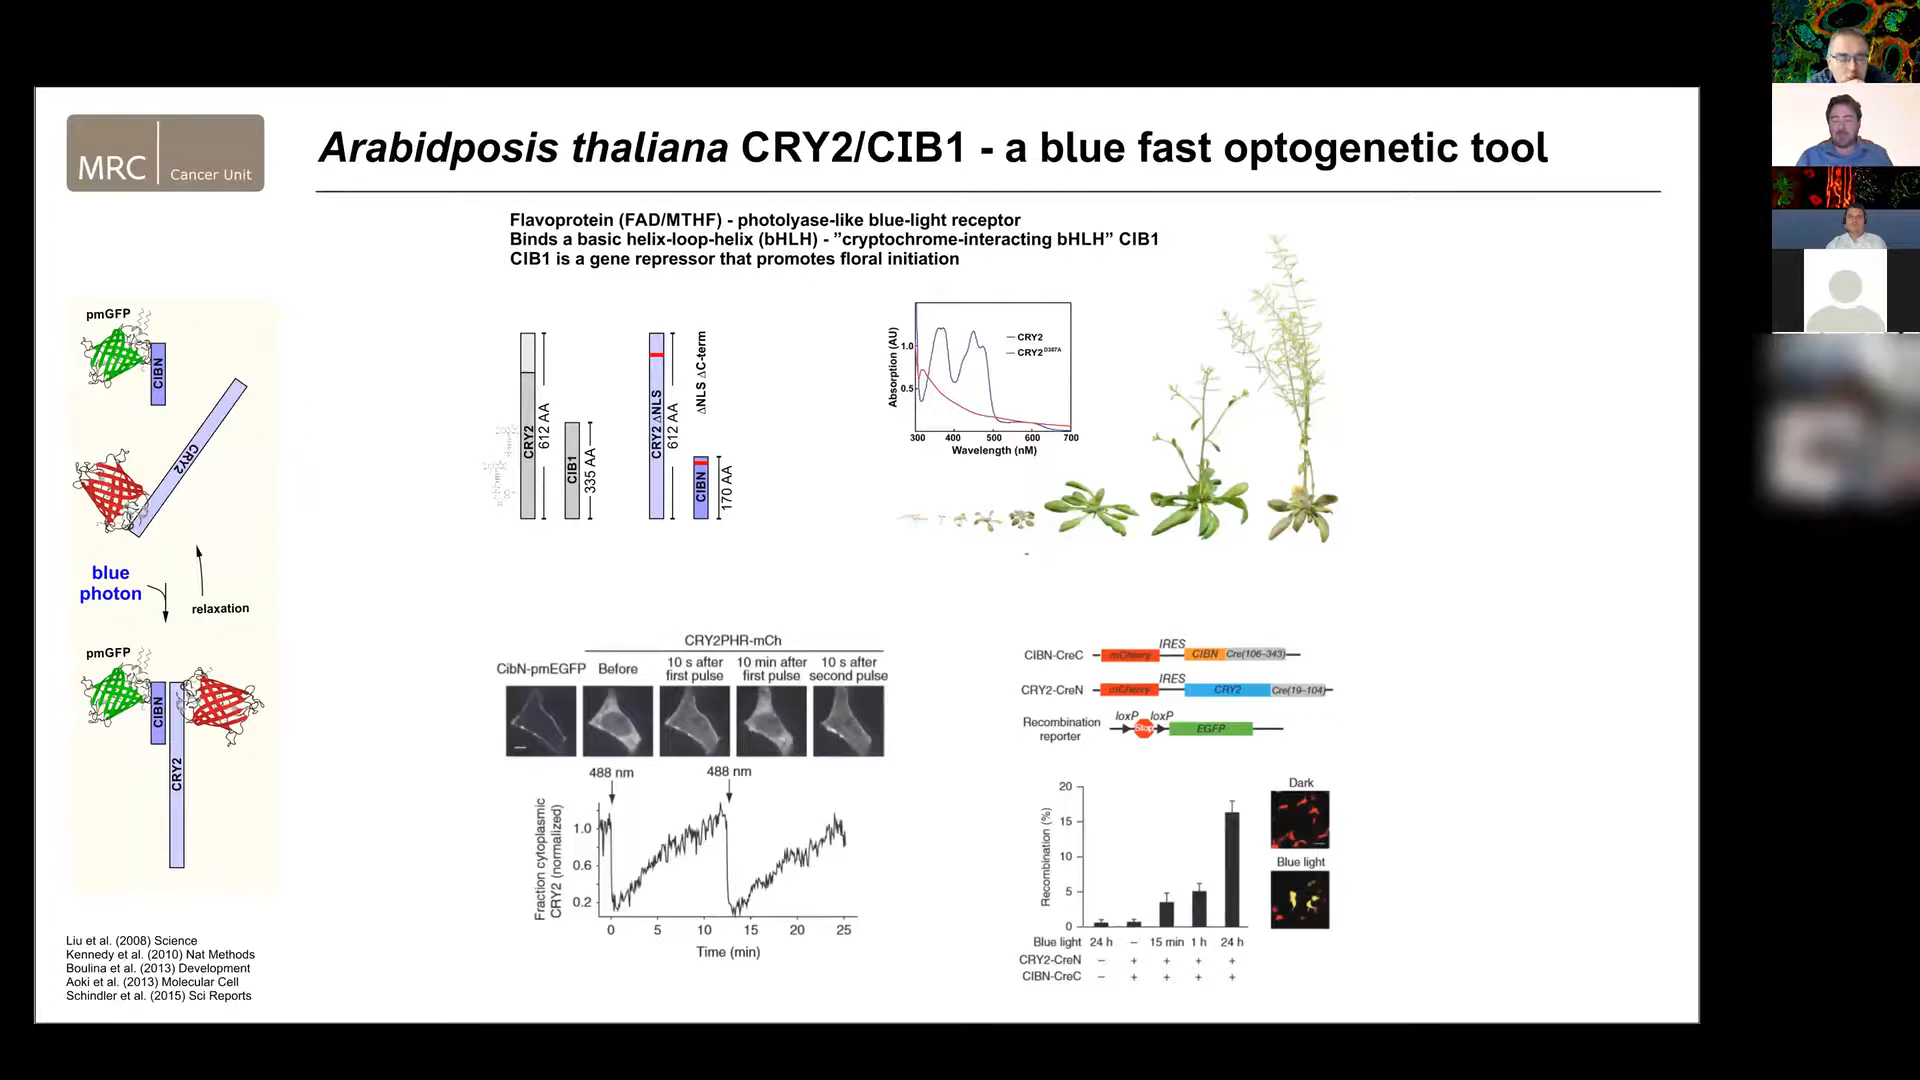 MRC | Cancer Unit
Arabidposis thaliana CRY2/CIB1 - a blue fast optogenetic tool
Flavoprotein (FAD/MTHF) - photolyase-like blue-light receptor
Binds a basic helix-loop-helix (bHLH) - ”cryptochrome-interacting bHLH” CIB1
CIB1 is a gene repressor that promotes floral initiation
pmGFP
CIBN
CRY2
blue
photon
relaxation
pmGFP
CIBN
CRY2
CRY2
612 AA
CIB1
335 AA
CRY2 ΔNLS
612 AA
ΔNLS ΔC-term
CIBN
170 AA
Absorption (AU)
1.0
0.5
CRY2
CRY2 D387A
300 400 500 600 700
Wavelength (nM)
CRY2PHR-mCh
CibN-pmEGFP
Before
10 s after
first pulse
10 min after
first pulse
10 s after
second pulse
488 nm
488 nm
Fraction cytoplasmic
CRY2 (normalized)
1.0
0.6
0.2
0 5 10 15 20 25
Time (min)
IRES
CIBN-CreC mCherry CIBN Cre(106–343)
IRES
CRY2-CreN mCherry CRY2 Cre(19–104)
loxP loxP
Recombination
reporter
Stop
EGFP
Recombination (%)
20
15
10
5
0
Dark
Blue light
Blue light 24 h – 15 min 1 h 24 h
CRY2-CreN – + + + +
CIBN-CreC – + + + +
Liu et al. (2008) Science
Kennedy et al. (2010) Nat Methods
Boulina et al. (2013) Development
Aoki et al. (2013) Molecular Cell
Schindler et al. (2015) Sci Reports